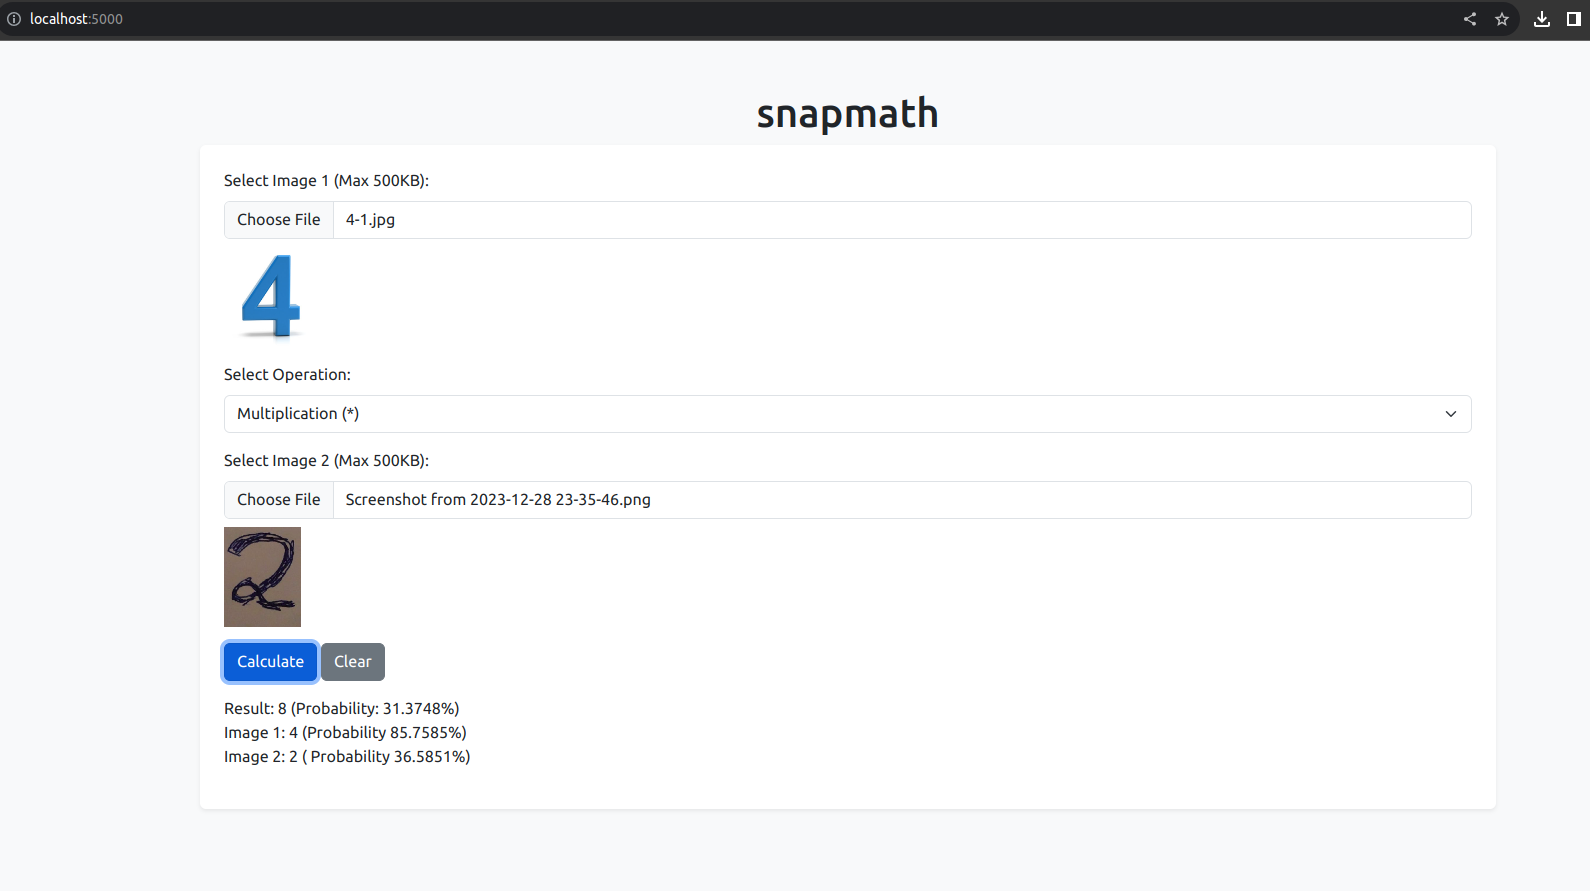 localhost:5000
snapmath
Select Image 1 (Max 500KB):
Choose File 4-1.jpg
4
Select Operation:
Multiplication (*)
Select Image 2 (Max 500KB):
Choose File Screenshot from 2023-12-28 23-35-46.png
2
Calculate Clear
Result: 8 (Probability: 31.3748%)
Image 1: 4 (Probability 85.7585%)
Image 2: 2 ( Probability 36.5851%)